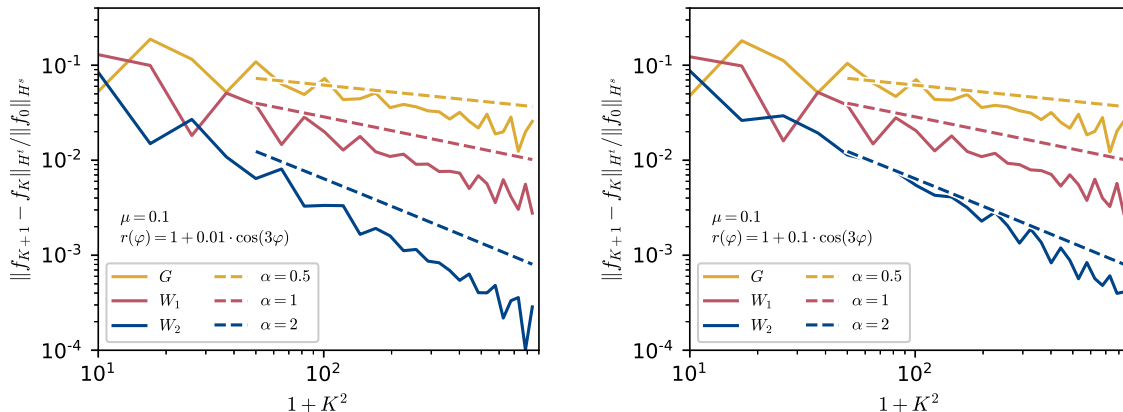 ‖f_{K+1} − f_K‖_{H^t}/‖f_0‖_{H^s}
10^{-1}
10^{-2}
10^{-3}
10^{-4}
μ = 0.1
r(φ) = 1 + 0.01 · cos(3φ)
G α = 0.5
W_1 α = 1
W_2 α = 2
10^1 10^2
1 + K^2
‖f_{K+1} − f_K‖_{H^t}/‖f_0‖_{H^s}
10^{-1}
10^{-2}
10^{-3}
10^{-4}
μ = 0.1
r(φ) = 1 + 0.1 · cos(3φ)
G α = 0.5
W_1 α = 1
W_2 α = 2
10^1 10^2
1 + K^2